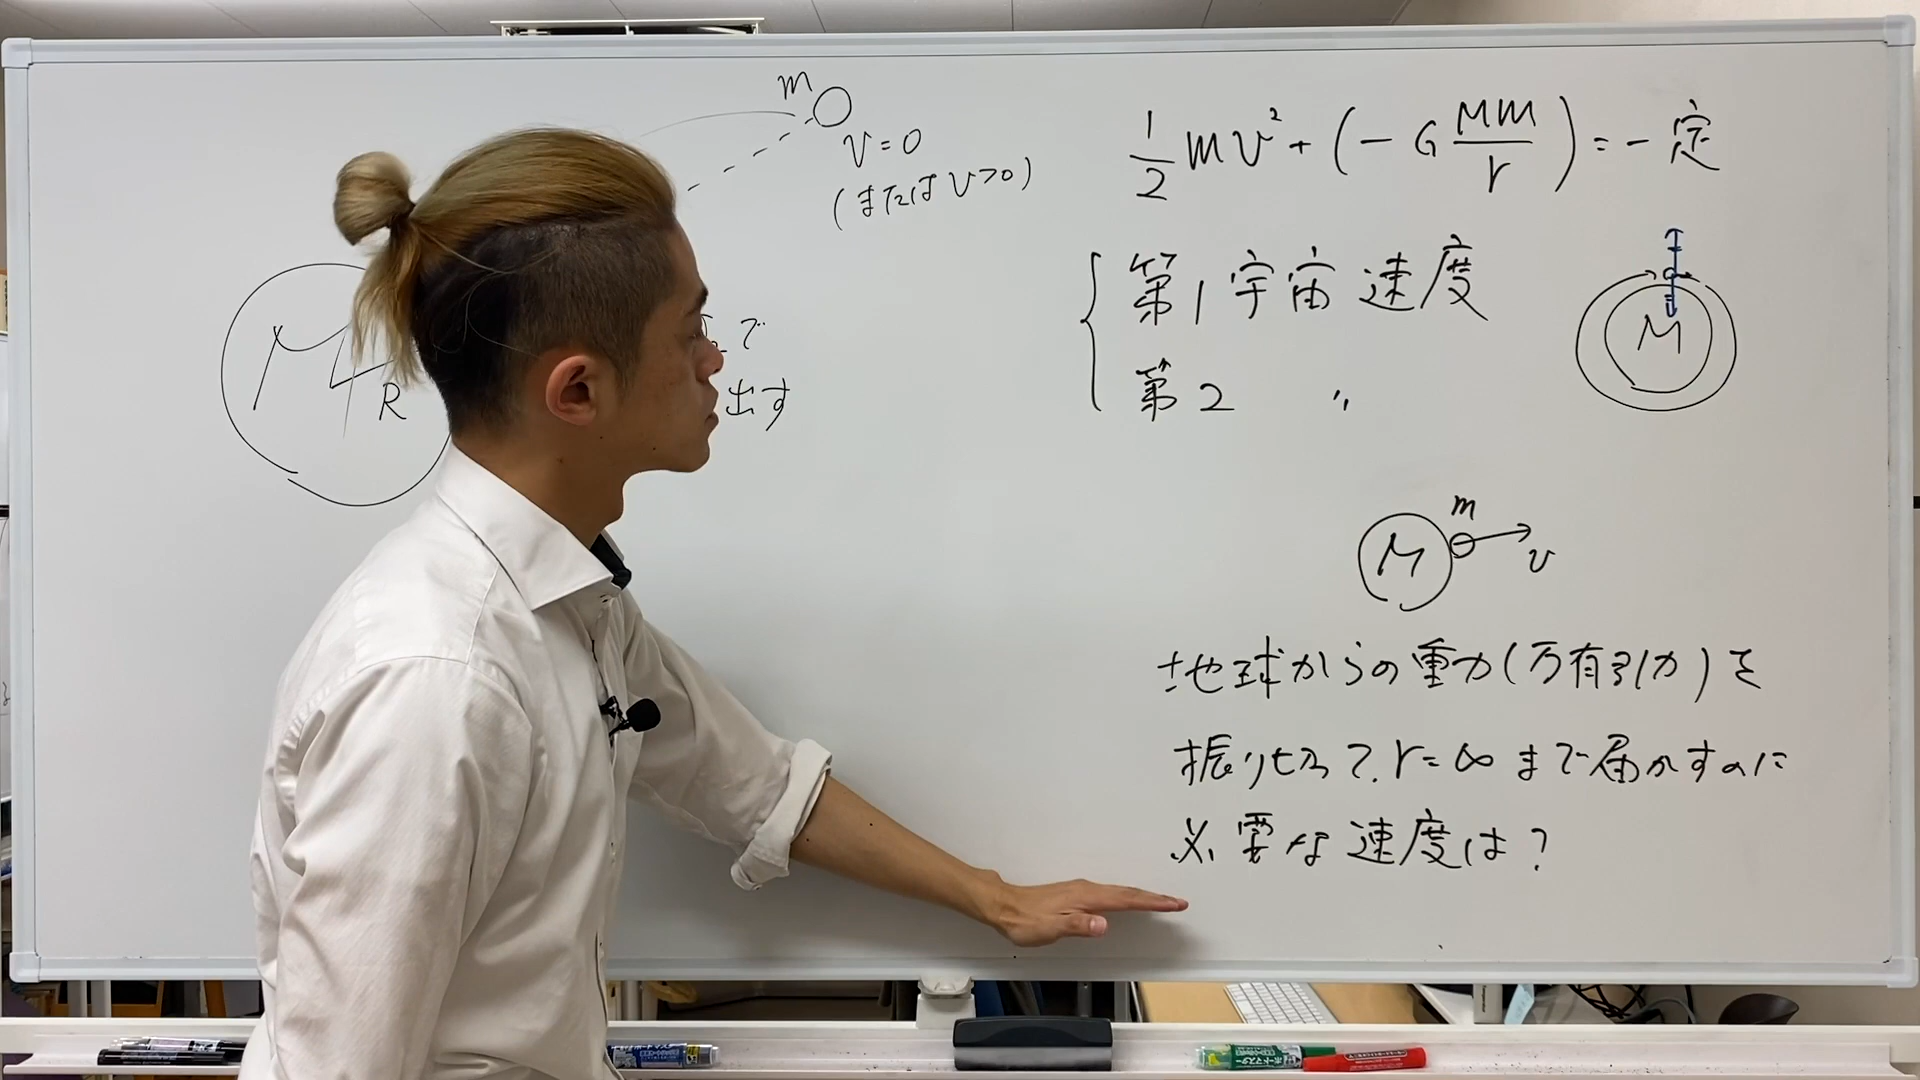 m
v=0
(またはv>0)
M
R
で
出す
1/2 mv² + (-G Mm/r) = 一定
第1宇宙速度
第2 〃
M
m
M
v
地球からの重力(万有引力)を
振り切って、r=∞まで届かすのに
必要な速度は?